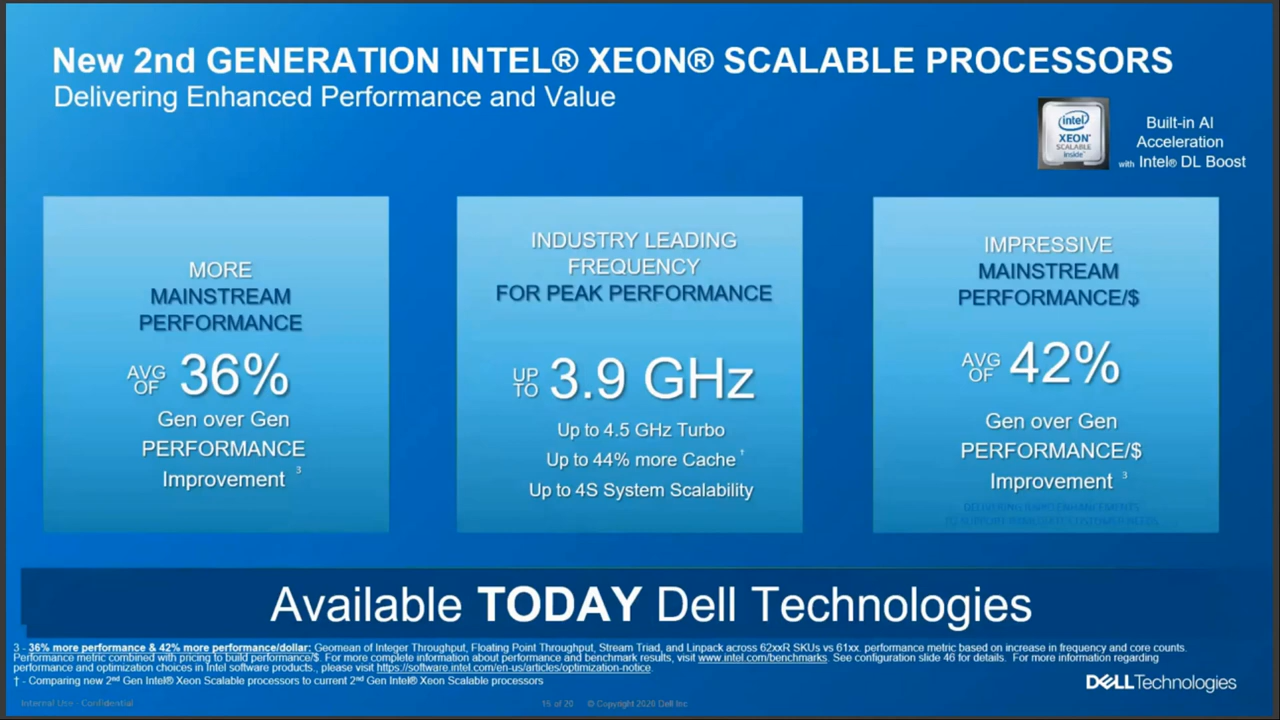 New 2nd GENERATION INTEL® XEON® SCALABLE PROCESSORS
Delivering Enhanced Performance and Value
intel
XEON®
SCALABLE
inside™
Built-in AI
Acceleration
with Intel® DL Boost
MORE
MAINSTREAM
PERFORMANCE
AVG
OF 36%
Gen over Gen
PERFORMANCE
Improvement 3
INDUSTRY LEADING
FREQUENCY
FOR PEAK PERFORMANCE
UP
TO 3.9 GHz
Up to 4.5 GHz Turbo
Up to 44% more Cache †
Up to 4S System Scalability
IMPRESSIVE
MAINSTREAM
PERFORMANCE/$
AVG
OF 42%
Gen over Gen
PERFORMANCE/$
Improvement 3
DELIVERING RAPID ENHANCEMENTS
Available TODAY Dell Technologies
3 - 36% more performance & 42% more performance/dollar: Geomean of Integer Throughput, Floating Point Throughput, Stream Triad, and Linpack across 62xxR SKUs vs 61xx. performance metric based on increase in frequency and core counts.
Performance metric combined with pricing to build performance/$. For more complete information about performance and benchmark results, visit www.intel.com/benchmarks. See configuration slide 46 for details. For more information regarding
performance and optimization choices in Intel software products, please visit https://software.intel.com/en-us/articles/optimization-notice.
† - Comparing new 2nd Gen Intel® Xeon Scalable processors to current 2nd Gen Intel® Xeon Scalable processors
DELLTechnologies
Internal Use - Confidential
15 of 20 © Copyright 2020 Dell Inc